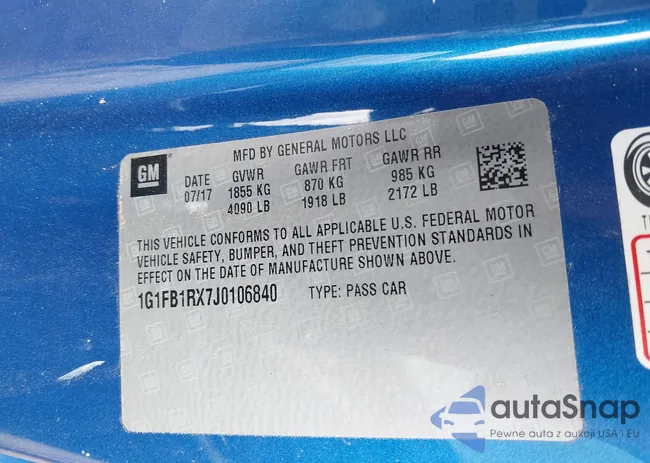 GM
MFD BY GENERAL MOTORS LLC
DATE GVWR GAWR FRT GAWR RR
07/17 1855 KG 870 KG 985 KG
4090 LB 1918 LB 2172 LB
THIS VEHICLE CONFORMS TO ALL APPLICABLE U.S. FEDERAL MOTOR
VEHICLE SAFETY, BUMPER, AND THEFT PREVENTION STANDARDS IN
EFFECT ON THE DATE OF MANUFACTURE SHOWN ABOVE.
1G1FB1RX7J0106840 TYPE: PASS CAR
autaSnap
Pewne auta z aukcji USA i EU